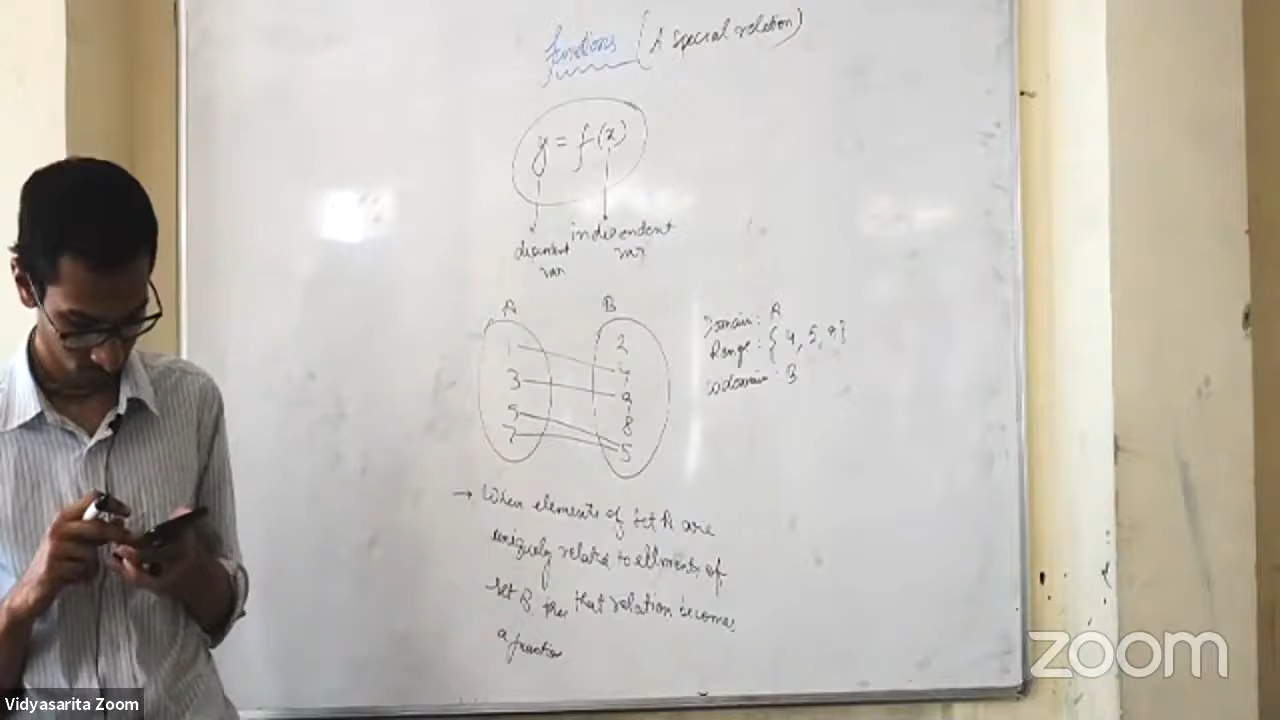 functions (A special relation)
y = f(x)
dependent var
independent var
A B
1 2
3 4
5 9
7 8
5
Domain: A
Range: { 4, 5, 9}
codomain: B
→ When elements of set A are
uniquely relate to ellments of
set B then that relation becomes
a function
zoom
Vidyasarita Zoom